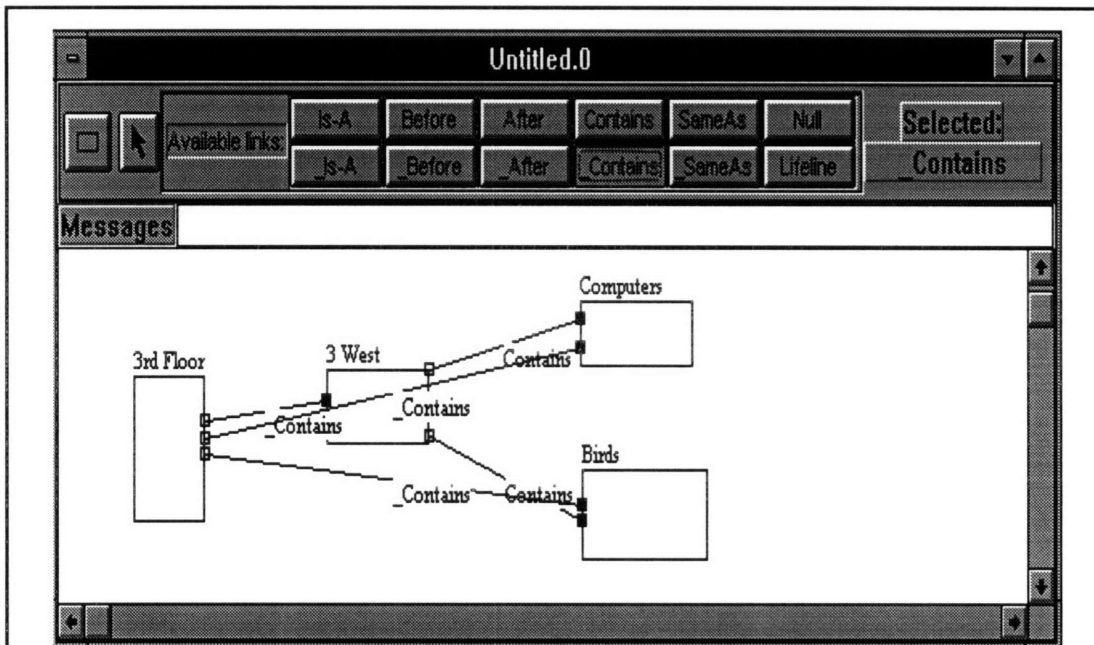 Untitled.0
Available links:
Is-A Before After Contains SameAs Null
_Is-A _Before _After _Contains _SameAs Lifeline
Selected:
_Contains
Messages
Computers
3rd Floor
3 West
Contains
_Contains
_Contains
Birds
_Contains
Contains